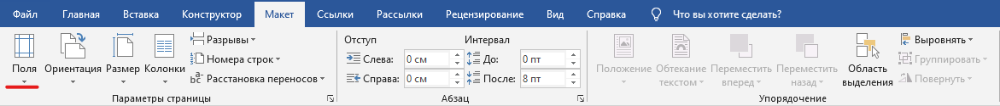 Файл Главная Вставка Конструктор Макет Ссылки Рассылки Рецензирование Вид Справка Что вы хотите сделать?
Поля
Ориентация
Размер
Колонки
Разрывы
Номера строк
bc
a-
Расстановка переносов
Параметры страницы
Отступ
Слева: 0 см
Справа: 0 см
Интервал
До: 0 пт
После: 8 пт
Абзац
Положение
Обтекание
текстом
Переместить
вперед
Переместить
назад
Область
выделения
Выровнять
Группировать
Повернуть
Упорядочение